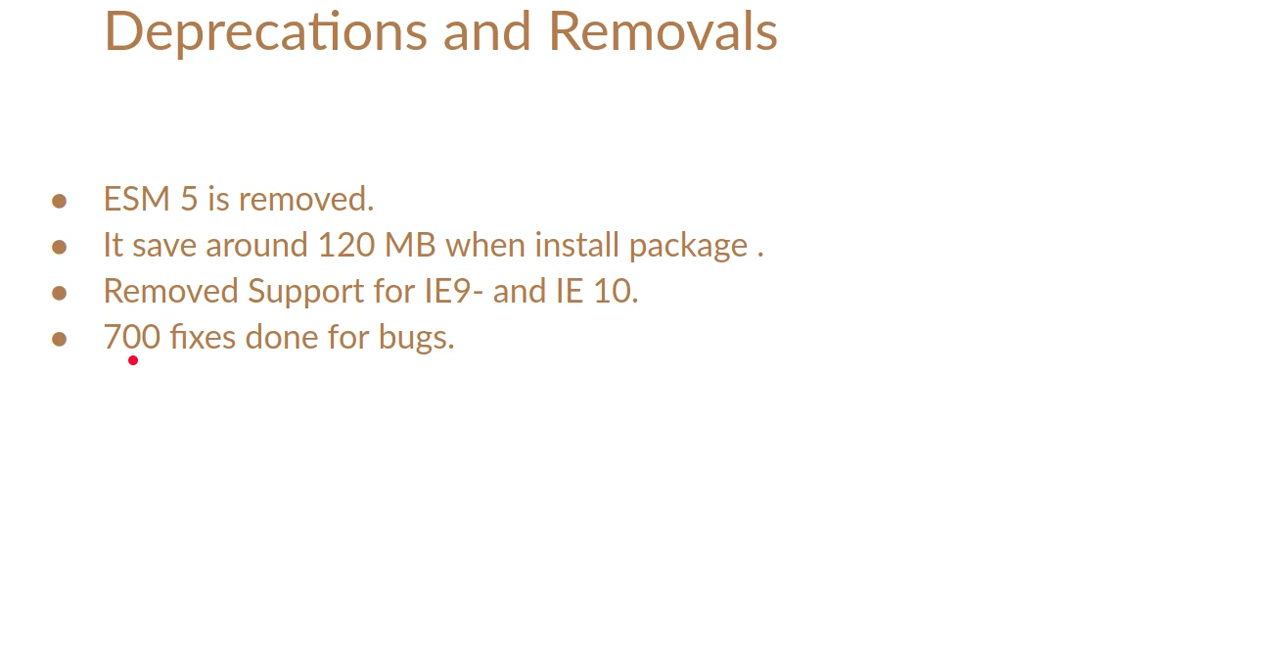 Deprecations and Removals
● ESM 5 is removed.
● It save around 120 MB when install package .
● Removed Support for IE9- and IE 10.
● 700 fixes done for bugs.